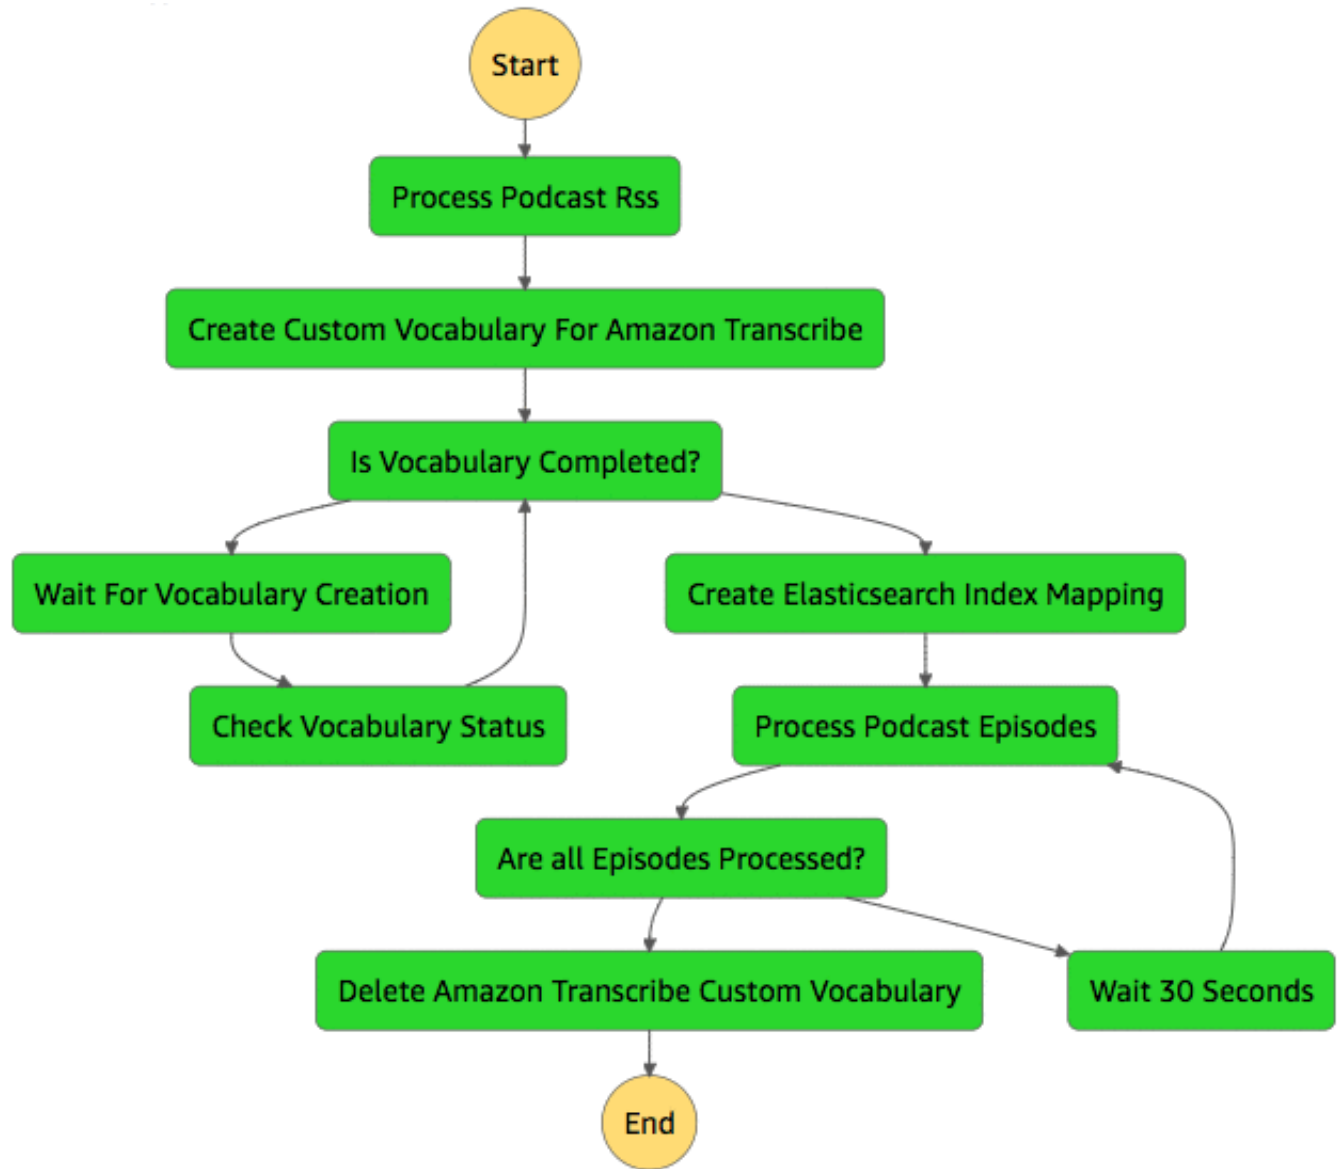 Start
Process Podcast Rss
Create Custom Vocabulary For Amazon Transcribe
Is Vocabulary Completed?
Wait For Vocabulary Creation
Create Elasticsearch Index Mapping
Check Vocabulary Status
Process Podcast Episodes
Are all Episodes Processed?
Delete Amazon Transcribe Custom Vocabulary
Wait 30 Seconds
End